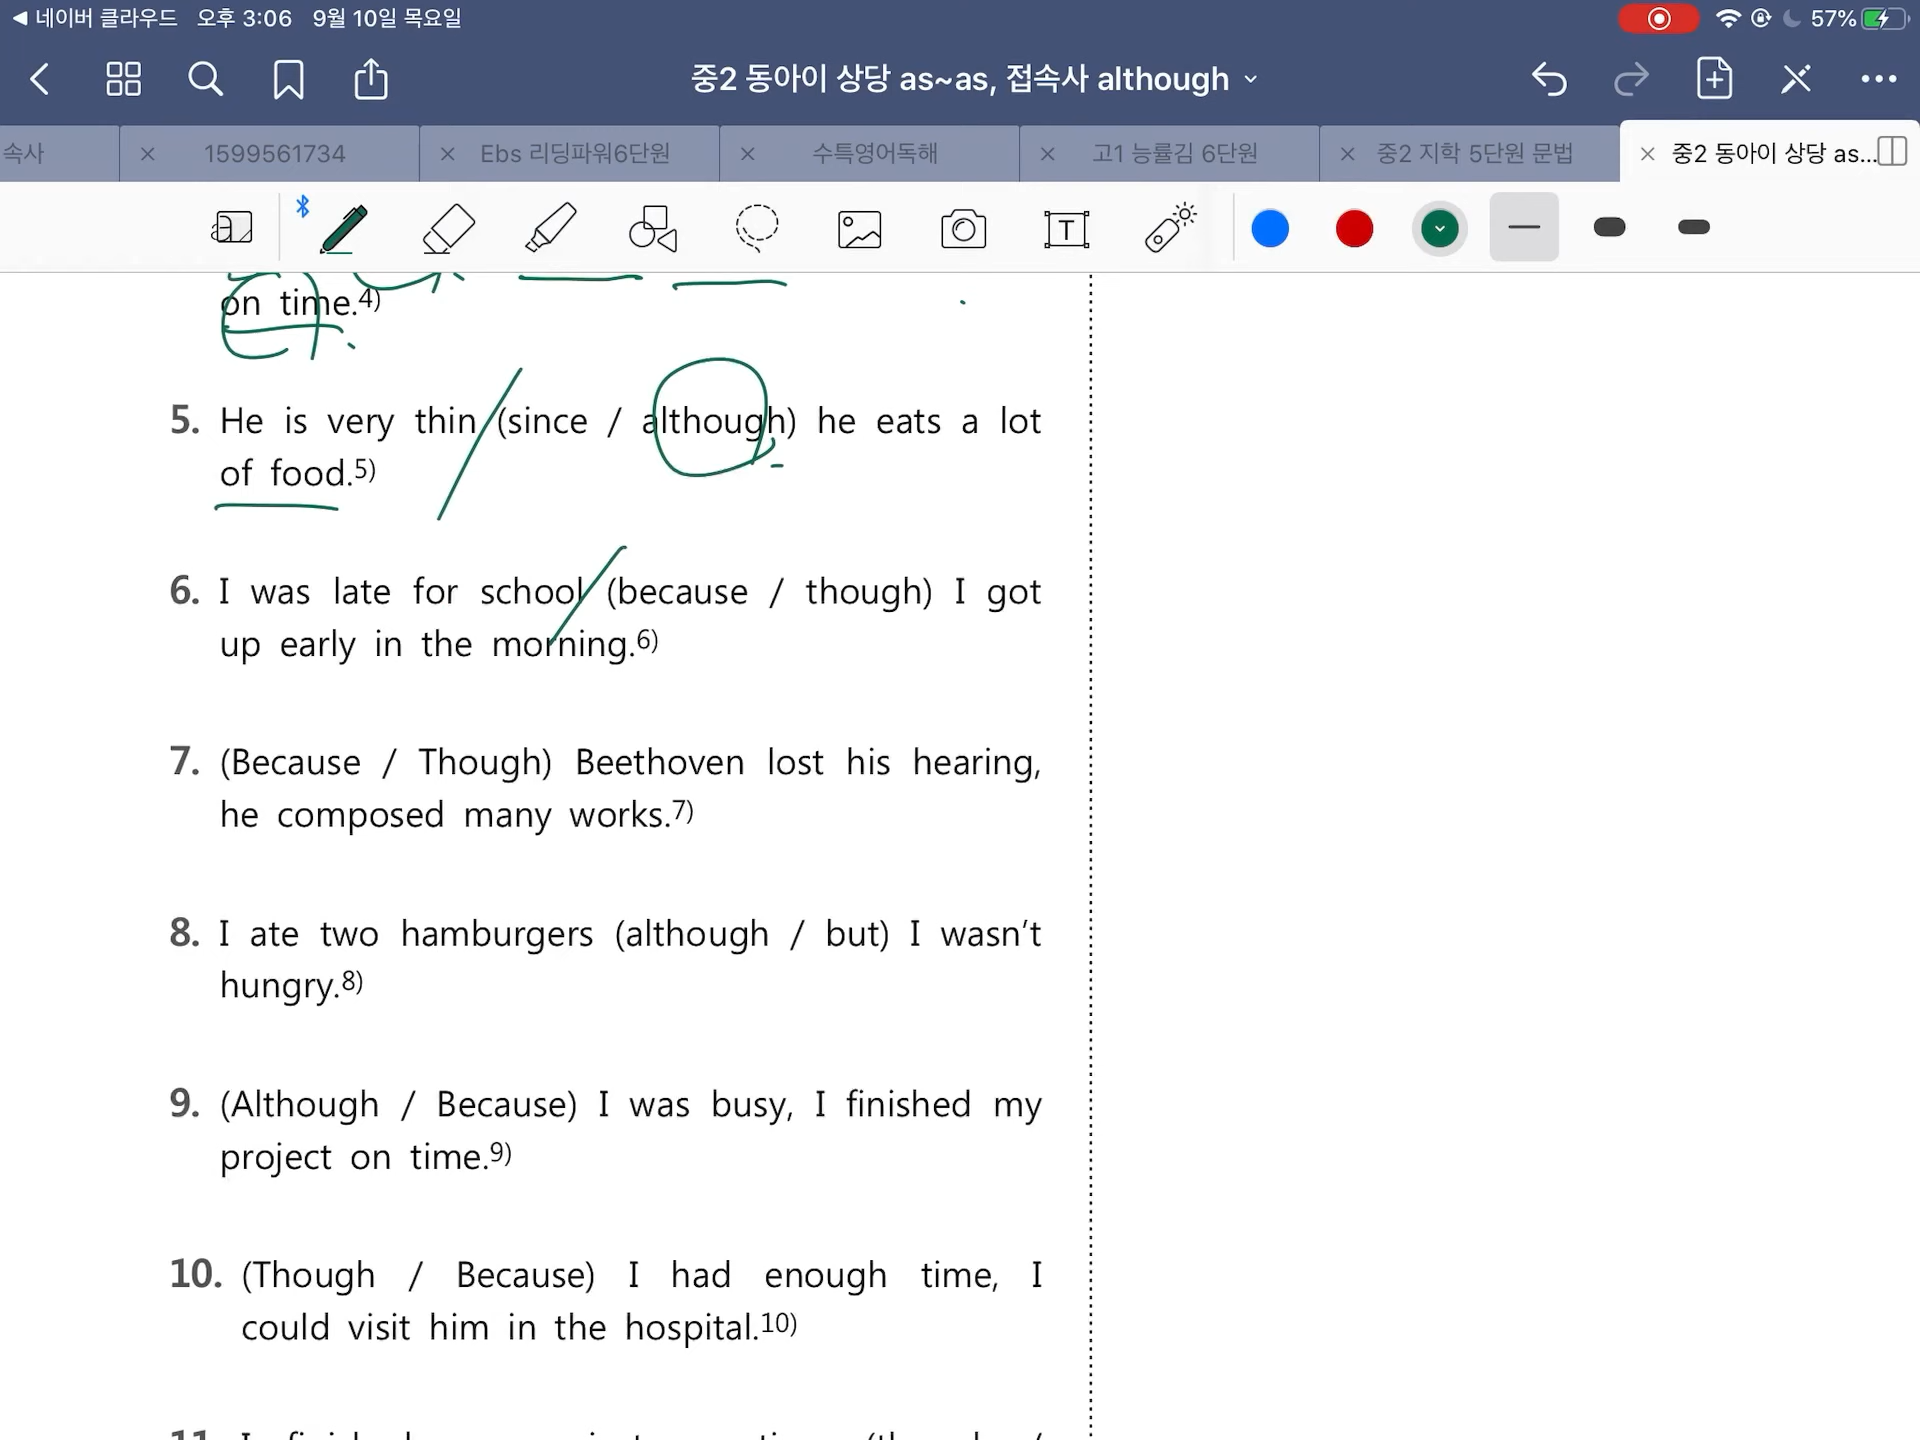 ◀ 네이버 클라우드 오후 3:06 9월 10일 목요일 57%
중2 동아이 상당 as~as, 접속사 although
속사 × 1599561734 × Ebs 리딩파워6단원 × 수특영어독해 × 고1 능률김 6단원 × 중2 지학 5단원 문법 × 중2 동아이 상당 as...
T
on time.4)
5. He is very thin (since / although) he eats a lot
of food.5)
6. I was late for school (because / though) I got
up early in the morning.6)
7. (Because / Though) Beethoven lost his hearing,
he composed many works.7)
8. I ate two hamburgers (although / but) I wasn't
hungry.8)
9. (Although / Because) I was busy, I finished my
project on time.9)
10. (Though / Because) I had enough time, I
could visit him in the hospital.10)